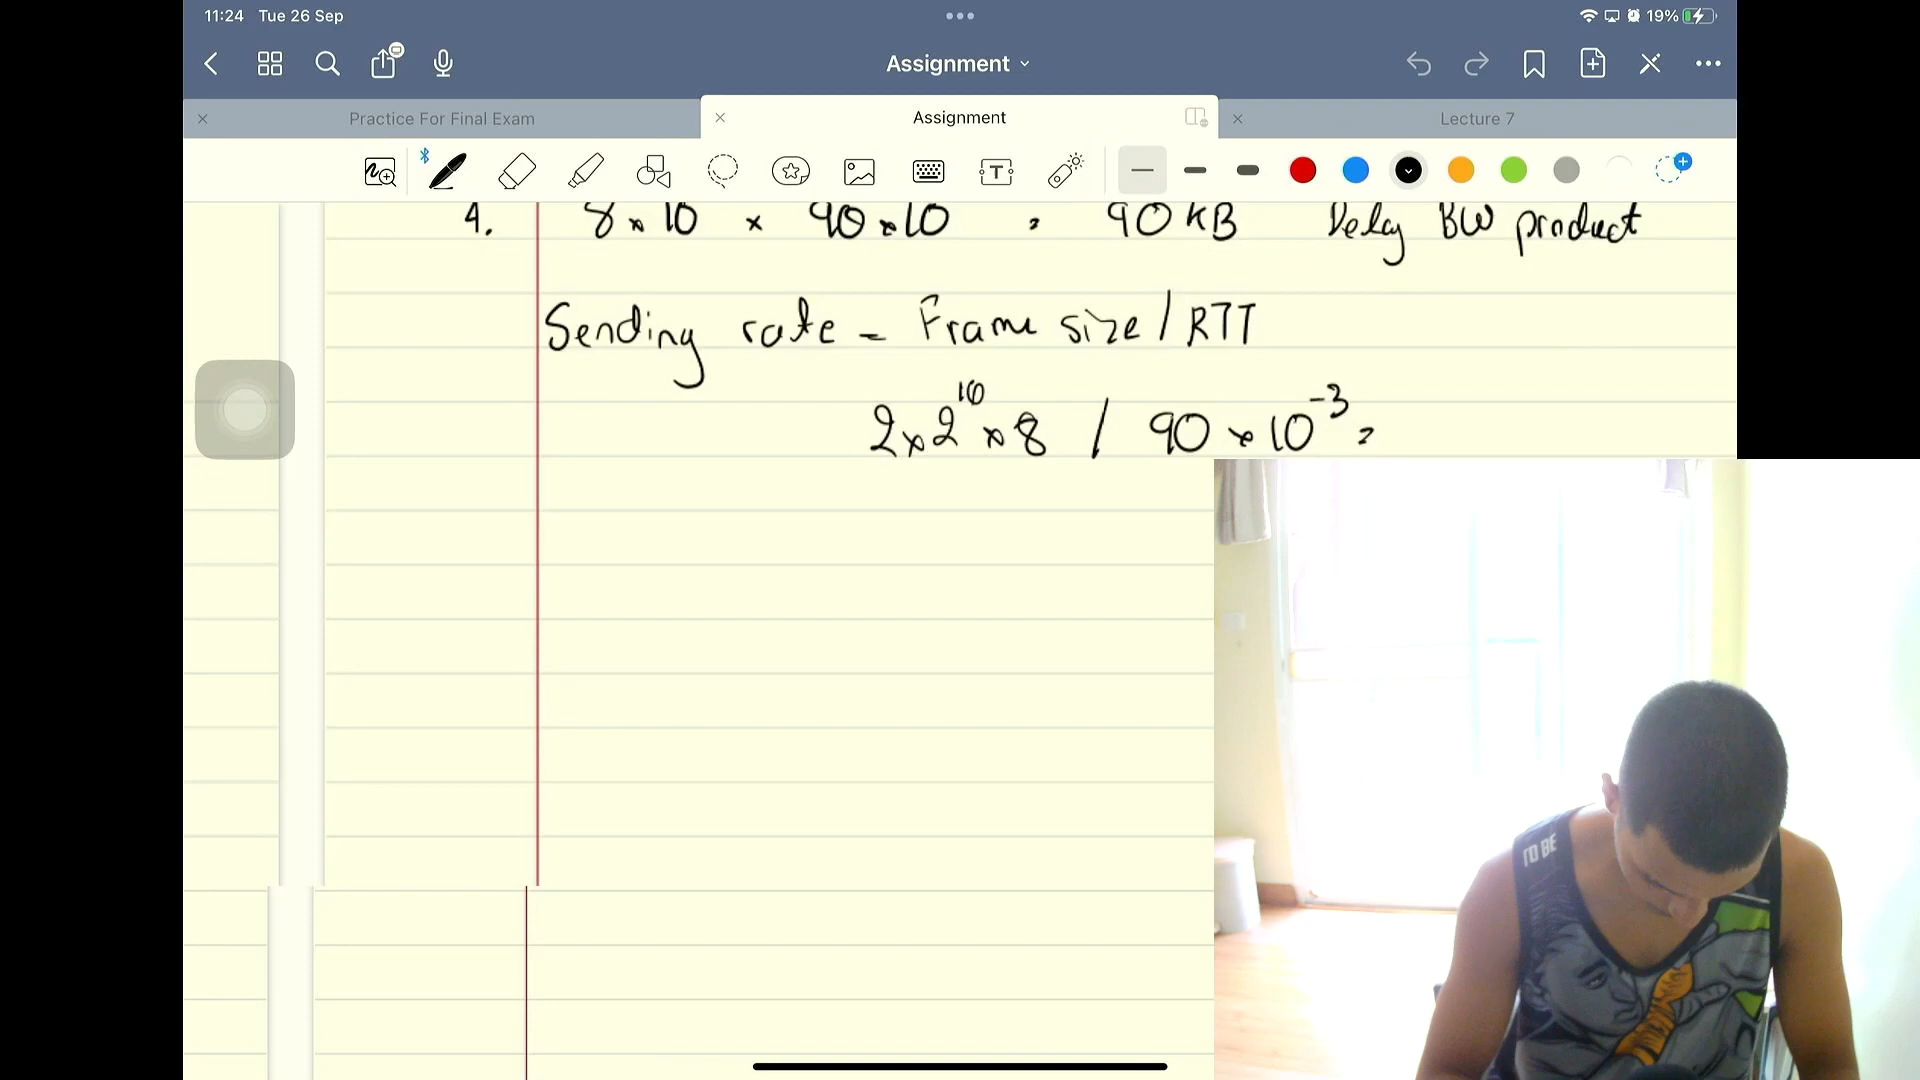 11:24 Tue 26 Sep
19%
Assignment
Practice For Final Exam
Assignment
Lecture 7
T
4. 8 × 10 × 90 × 10 = 90 KB Delay BW product
Sending rate = Frame size / RTT
2 × 2^10 × 8 / 90 × 10^-3 =
TO BE